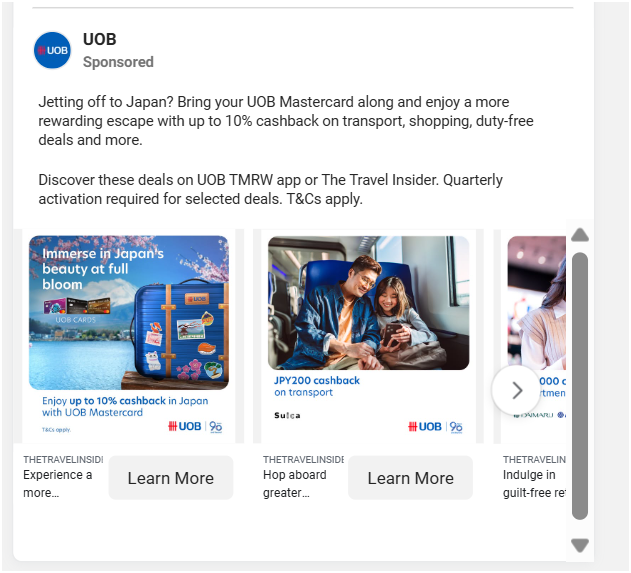 UOB
UOB
Sponsored
Jetting off to Japan? Bring your UOB Mastercard along and enjoy a more
rewarding escape with up to 10% cashback on transport, shopping, duty-free
deals and more.
Discover these deals on UOB TMRW app or The Travel Insider. Quarterly
activation required for selected deals. T&Cs apply.
Immerse in Japan's
beauty at full
bloom
UOB CARDS
UOB
Enjoy up to 10% cashback in Japan
with UOB Mastercard
T&Cs apply.
UOB | 90
THETRAVELINSIDE
Experience a
more...
Learn More
JPY200 cashback
on transport
Suica
UOB | 90
THETRAVELINSIDE
Hop aboard
greater...
Learn More
000 c
rtmen
DAIMARU
THETRAVELIN
Indulge in
guilt-free ret